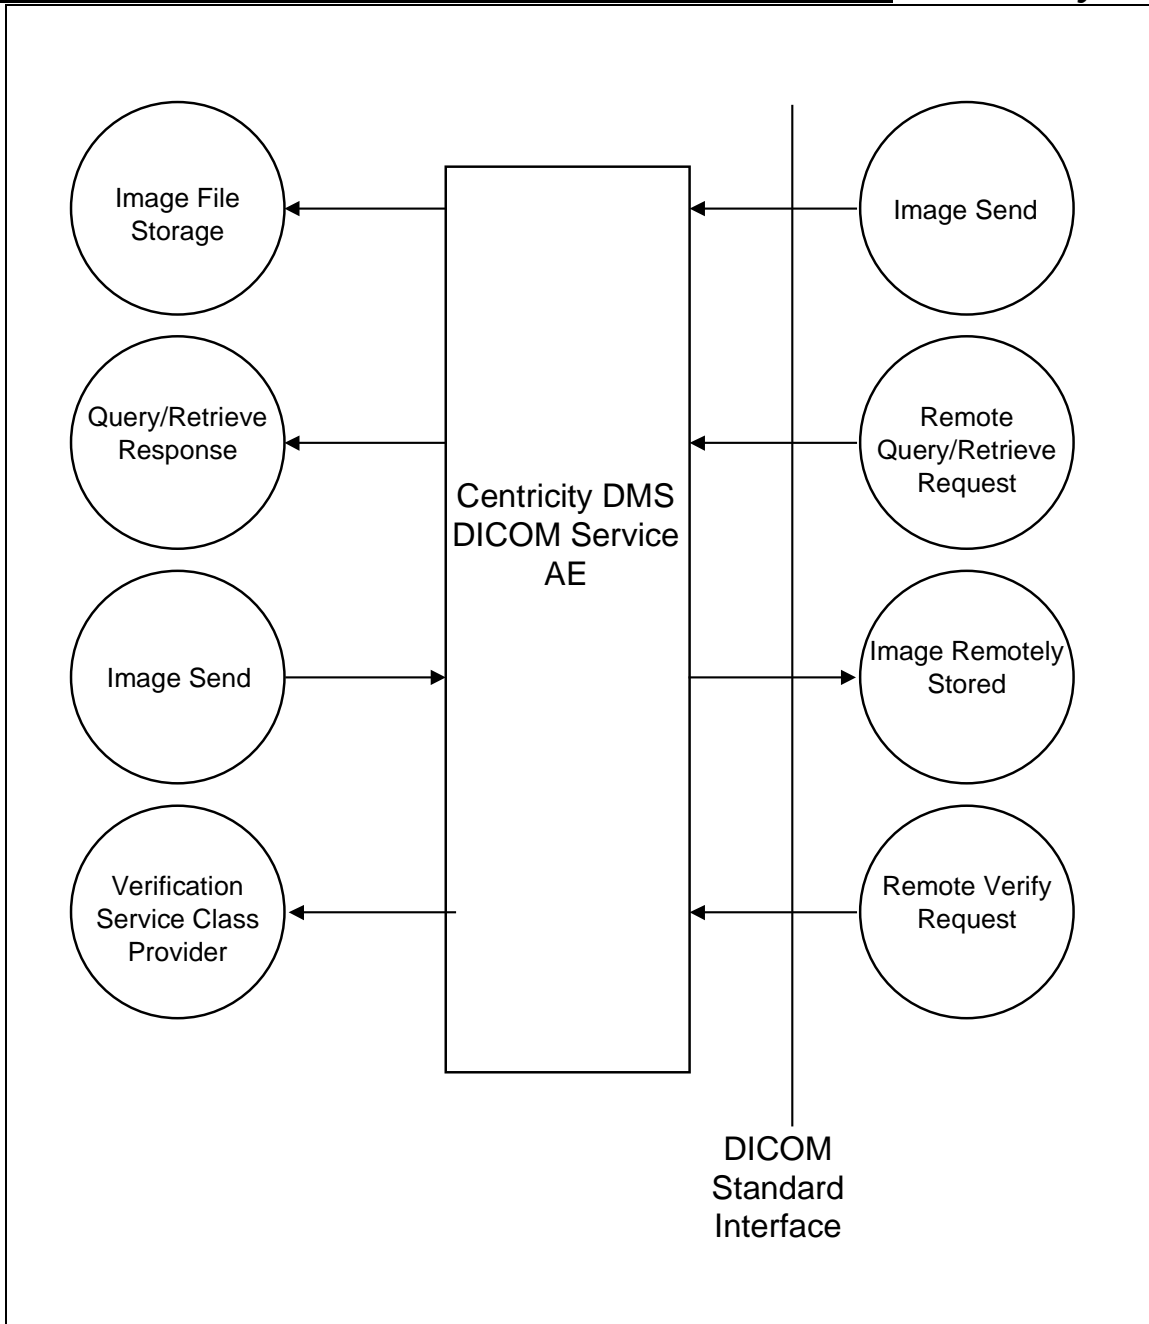 Image File
Storage
Image Send
Query/Retrieve
Response
Remote
Query/Retrieve
Request
Centricity DMS
DICOM Service
AE
Image Send
Image Remotely
Stored
Verification
Service Class
Provider
Remote Verify
Request
DICOM
Standard
Interface